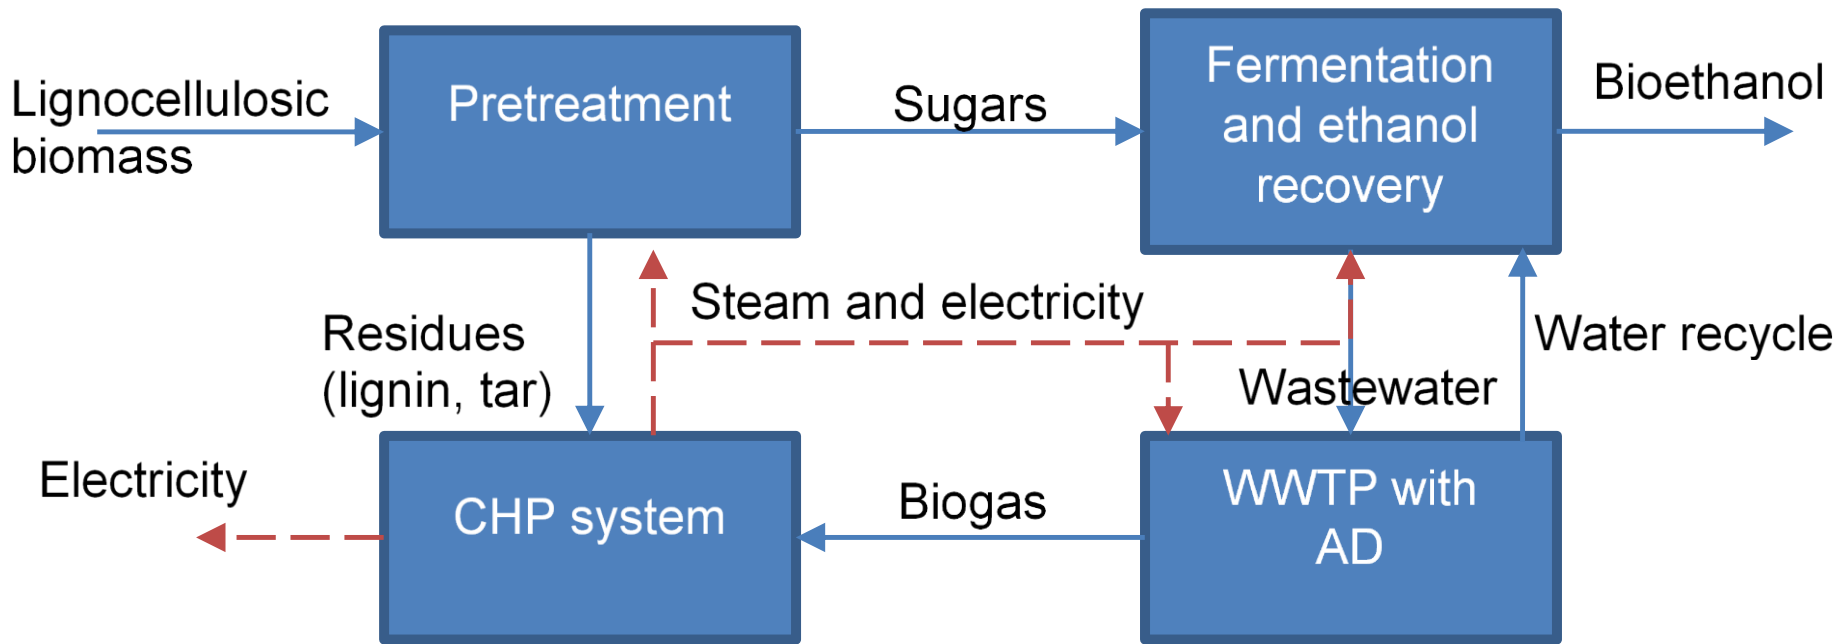 Lignocellulosic
biomass
Pretreatment
Sugars
Fermentation
and ethanol
recovery
Bioethanol
Residues
(lignin, tar)
Steam and electricity
Wastewater
Water recycle
Electricity
CHP system
Biogas
WWTP with
AD